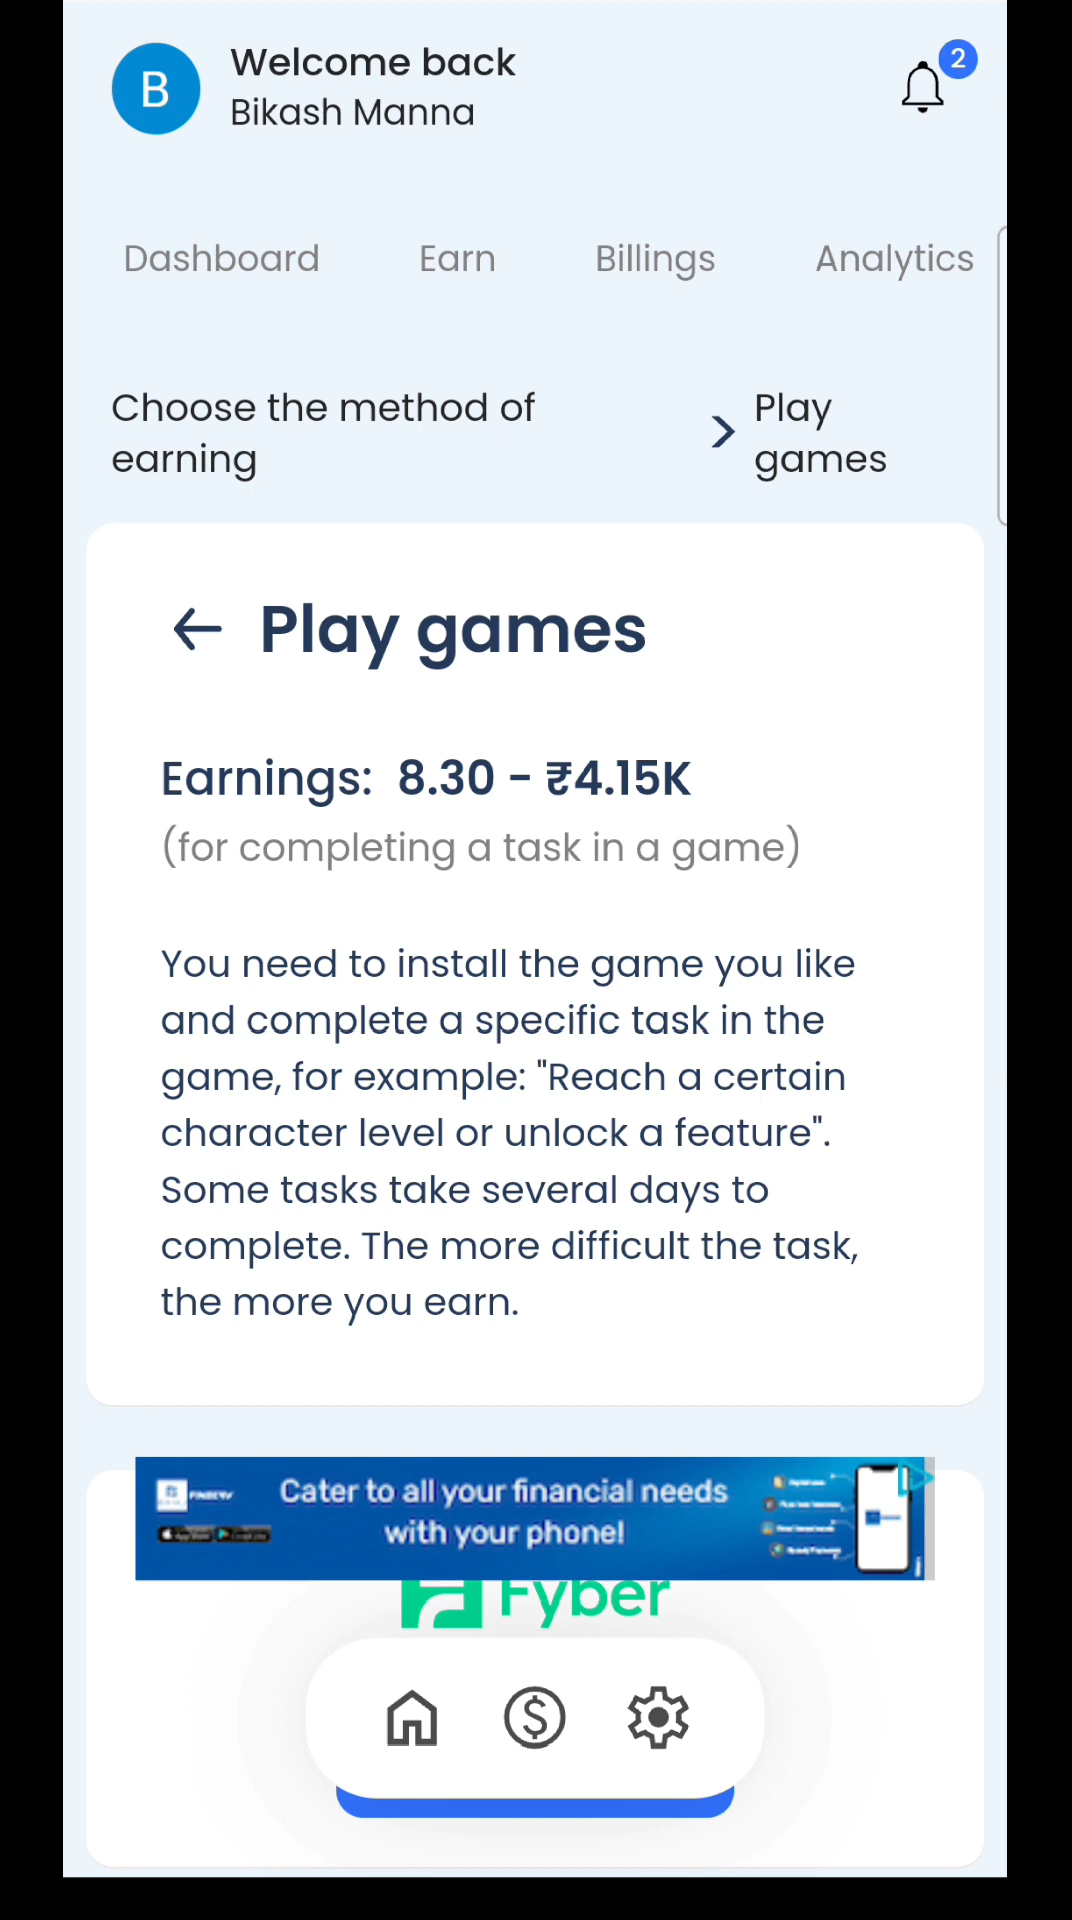 B
Welcome back
Bikash Manna
2
Dashboard Earn Billings Analytics
Choose the method of
earning
> Play
games
← Play games
Earnings: 8.30 - ₹4.15K
(for completing a task in a game)
You need to install the game you like
and complete a specific task in the
game, for example: "Reach a certain
character level or unlock a feature".
Some tasks take several days to
complete. The more difficult the task,
the more you earn.
FINSERV
Cater to all your financial needs
with your phone!
Fyber